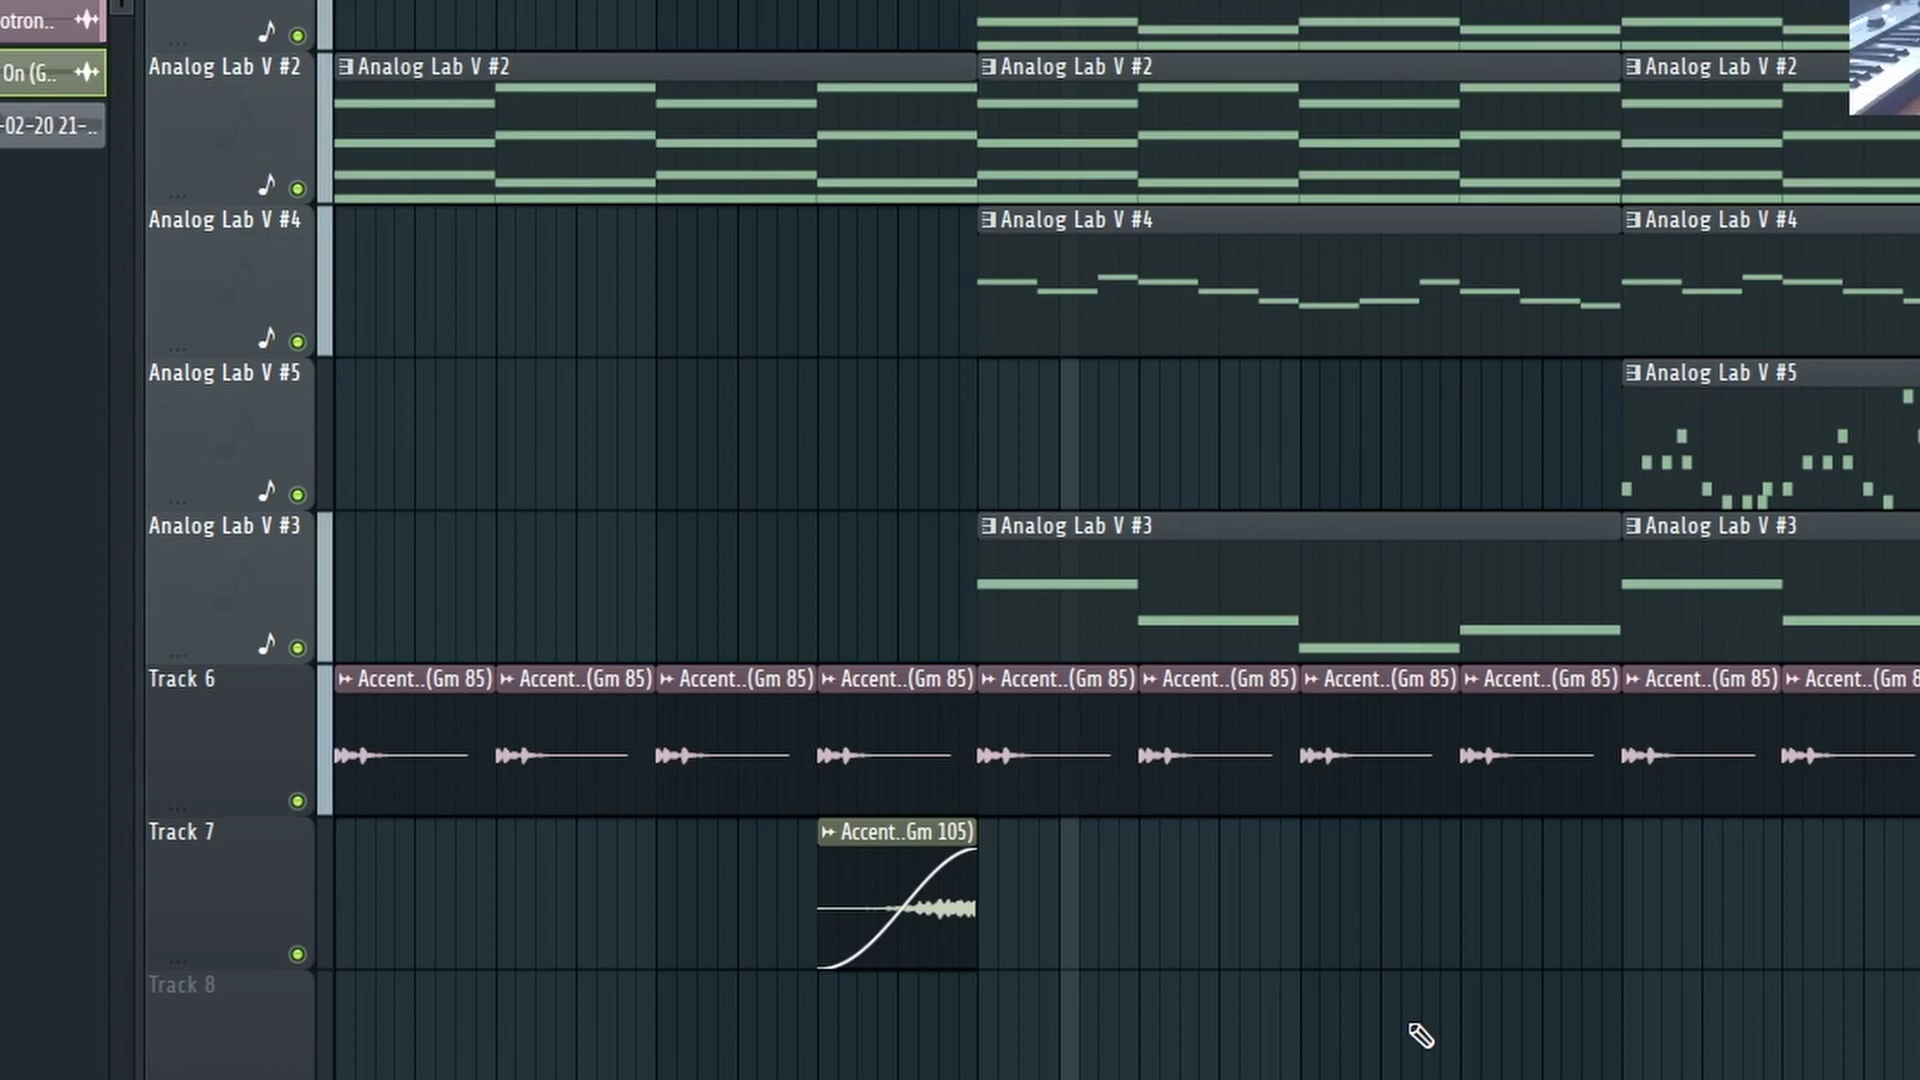 otron..
On (G..
-02-20 21-..
Analog Lab V #2
Analog Lab V #2 Analog Lab V #2 Analog Lab V #2
Analog Lab V #4
Analog Lab V #4 Analog Lab V #4
Analog Lab V #5
Analog Lab V #5
Analog Lab V #3
Analog Lab V #3 Analog Lab V #3
Track 6
Accent..(Gm 85) Accent..(Gm 85) Accent..(Gm 85) Accent..(Gm 85) Accent..(Gm 85) Accent..(Gm 85) Accent..(Gm 85) Accent..(Gm 85) Accent..(Gm 85) Accent..(Gm 8
Track 7
Accent..Gm 105)
Track 8